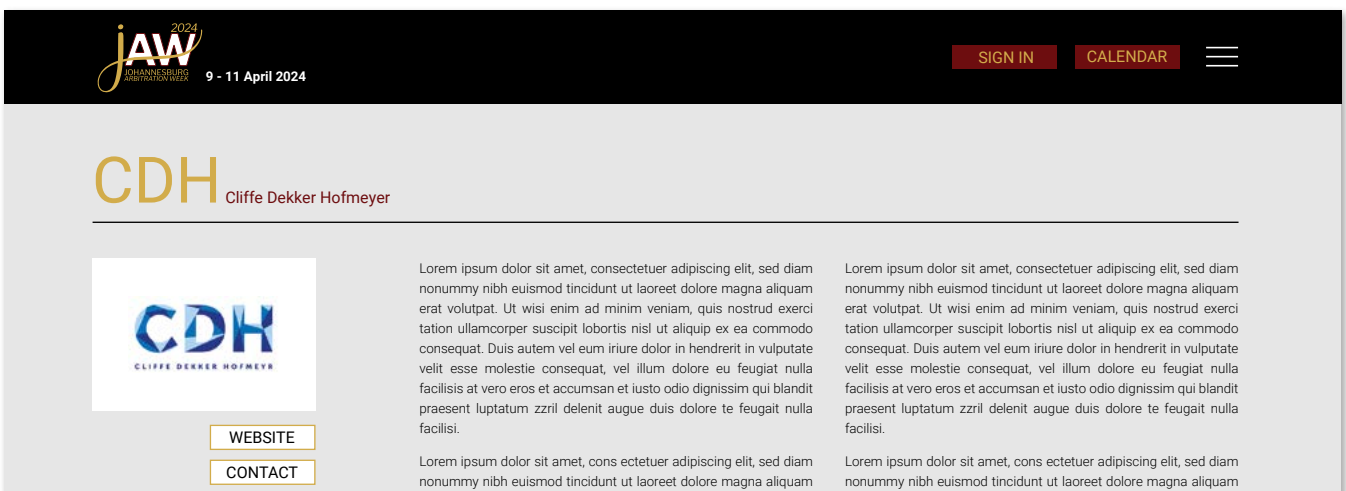 2024
jAW
JOHANNESBURG
ARBITRATION WEEK
9 - 11 April 2024
SIGN IN
CALENDAR
CDH Cliffe Dekker Hofmeyer
CDH
CLIFFE DEKKER HOFMEYR
WEBSITE
CONTACT
Lorem ipsum dolor sit amet, consectetuer adipiscing elit, sed diam
nonummy nibh euismod tincidunt ut laoreet dolore magna aliquam
erat volutpat. Ut wisi enim ad minim veniam, quis nostrud exerci
tation ullamcorper suscipit lobortis nisl ut aliquip ex ea commodo
consequat. Duis autem vel eum iriure dolor in hendrerit in vulputate
velit esse molestie consequat, vel illum dolore eu feugiat nulla
facilisis at vero eros et accumsan et iusto odio dignissim qui blandit
praesent luptatum zzril delenit augue duis dolore te feugait nulla
facilisi.
Lorem ipsum dolor sit amet, cons ectetuer adipiscing elit, sed diam
nonummy nibh euismod tincidunt ut laoreet dolore magna aliquam
Lorem ipsum dolor sit amet, consectetuer adipiscing elit, sed diam
nonummy nibh euismod tincidunt ut laoreet dolore magna aliquam
erat volutpat. Ut wisi enim ad minim veniam, quis nostrud exerci
tation ullamcorper suscipit lobortis nisl ut aliquip ex ea commodo
consequat. Duis autem vel eum iriure dolor in hendrerit in vulputate
velit esse molestie consequat, vel illum dolore eu feugiat nulla
facilisis at vero eros et accumsan et iusto odio dignissim qui blandit
praesent luptatum zzril delenit augue duis dolore te feugait nulla
facilisi.
Lorem ipsum dolor sit amet, cons ectetuer adipiscing elit, sed diam
nonummy nibh euismod tincidunt ut laoreet dolore magna aliquam